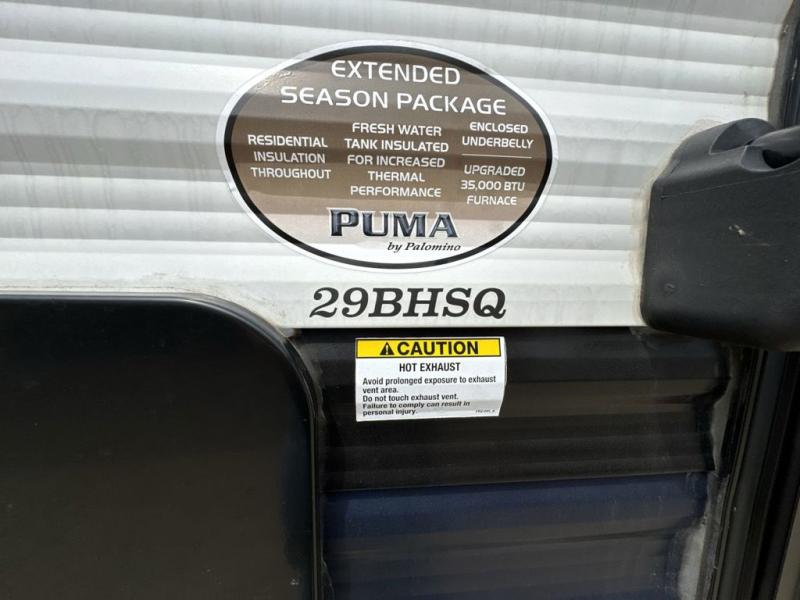 EXTENDED
SEASON PACKAGE
RESIDENTIAL
INSULATION
THROUGHOUT
FRESH WATER
TANK INSULATED
FOR INCREASED
THERMAL
PERFORMANCE
ENCLOSED
UNDERBELLY
UPGRADED
35,000 BTU
FURNACE
PUMA
by Palomino
29BHSQ
CAUTION
HOT EXHAUST
Avoid prolonged exposure to exhaust
vent area.
Do not touch exhaust vent.
Failure to comply can result in
personal injury.